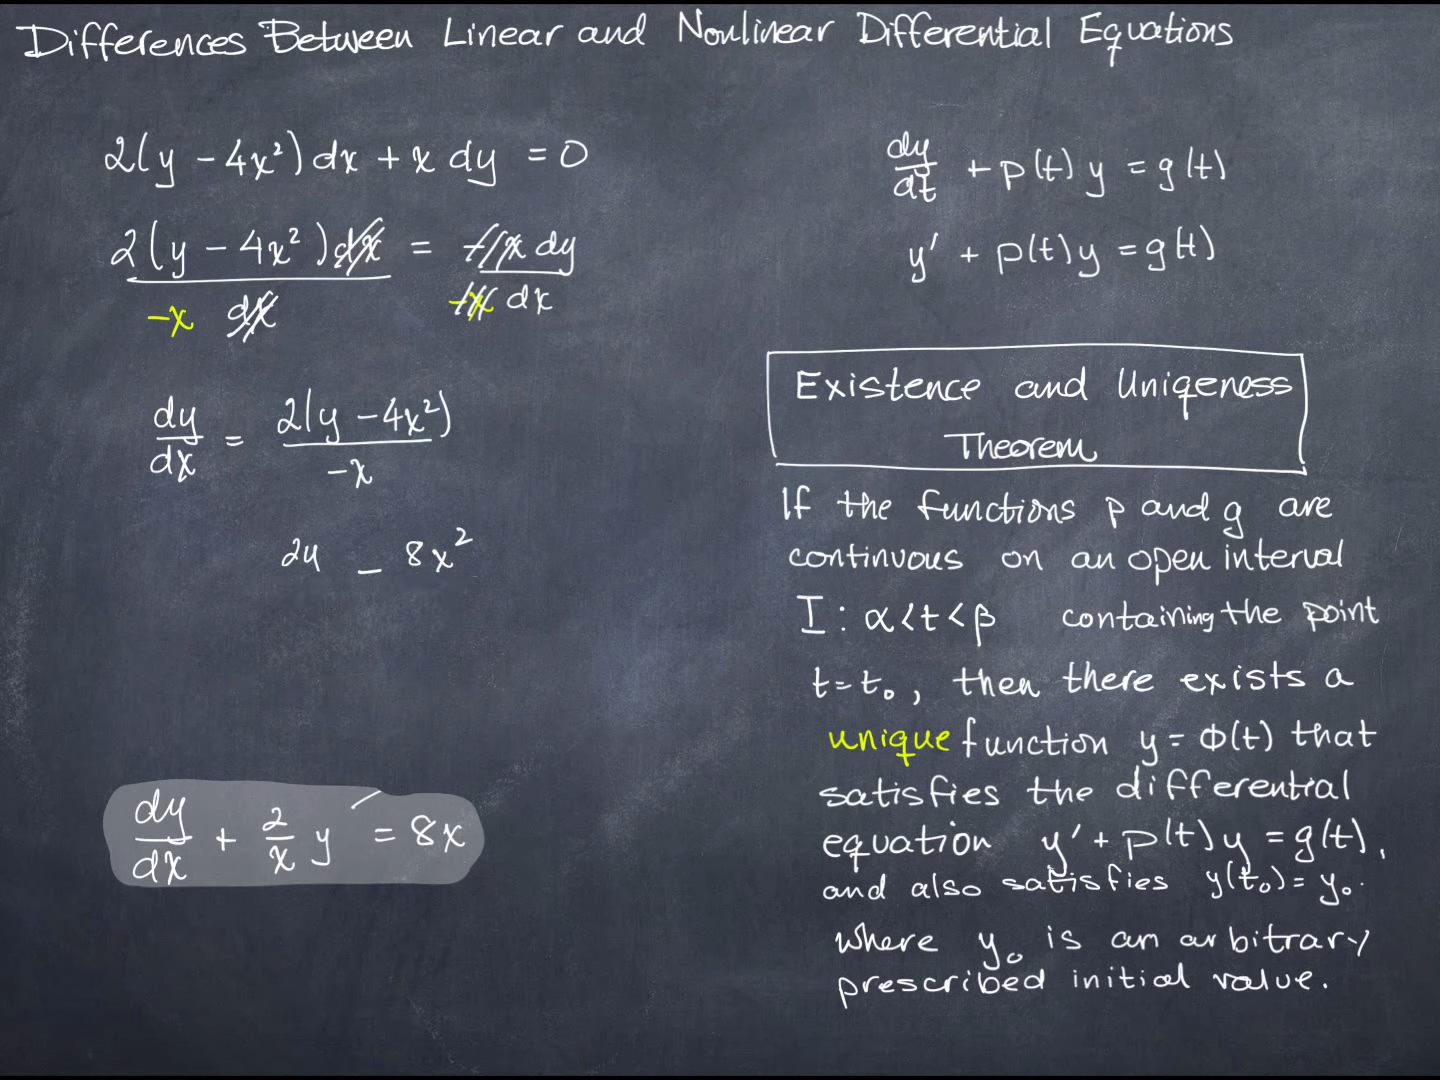 Differences Between Linear and Nonlinear Differential Equations
2(y - 4x²) dx + x dy = 0
2(y - 4x²) dx = -x dy
-x dx -x dx
dy/dx = 2(y - 4x²)/-x
2y - 8x²
dy/dx + 2/x y = 8x
dy/dt + p(t) y = g(t)
y' + p(t) y = g(t)
Existence and Uniqeness
Theorem
If the functions p and g are
continuous on an open interval
I: α<t<β containing the point
t=t₀, then there exists a
unique function y = Φ(t) that
satisfies the differential
equation y' + p(t) y = g(t),
and also satisfies y(t₀) = y₀.
where y₀ is an arbitrary
prescribed initial value.